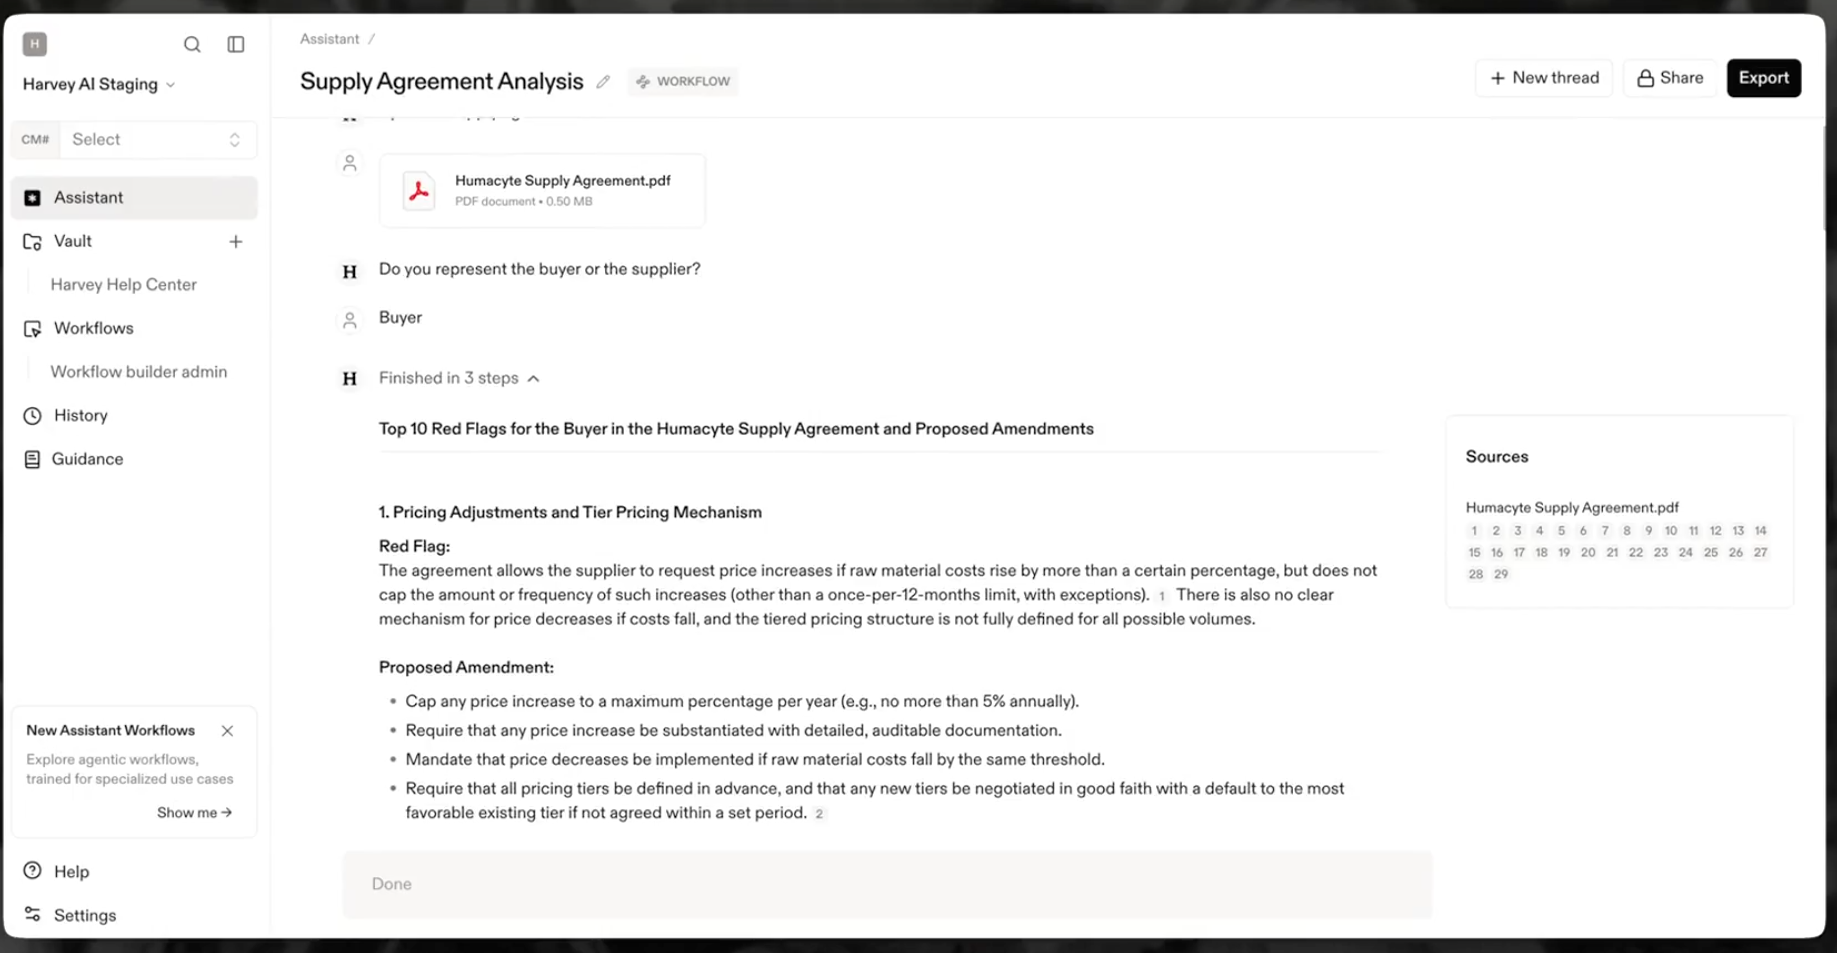 H
Harvey AI Staging
CM# Select
Assistant
Vault
Harvey Help Center
Workflows
Workflow builder admin
History
Guidance
New Assistant Workflows
Explore agentic workflows,
trained for specialized use cases
Show me →
Help
Settings
Assistant /
Supply Agreement Analysis WORKFLOW
+ New thread
Share
Export
Humacyte Supply Agreement.pdf
PDF document • 0.50 MB
H Do you represent the buyer or the supplier?
Buyer
H Finished in 3 steps
Top 10 Red Flags for the Buyer in the Humacyte Supply Agreement and Proposed Amendments
1. Pricing Adjustments and Tier Pricing Mechanism
Red Flag:
The agreement allows the supplier to request price increases if raw material costs rise by more than a certain percentage, but does not
cap the amount or frequency of such increases (other than a once-per-12-months limit, with exceptions). 1 There is also no clear
mechanism for price decreases if costs fall, and the tiered pricing structure is not fully defined for all possible volumes.
Proposed Amendment:
• Cap any price increase to a maximum percentage per year (e.g., no more than 5% annually).
• Require that any price increase be substantiated with detailed, auditable documentation.
• Mandate that price decreases be implemented if raw material costs fall by the same threshold.
• Require that all pricing tiers be defined in advance, and that any new tiers be negotiated in good faith with a default to the most
favorable existing tier if not agreed within a set period. 2
Done
Sources
Humacyte Supply Agreement.pdf
1 2 3 4 5 6 7 8 9 10 11 12 13 14
15 16 17 18 19 20 21 22 23 24 25 26 27
28 29